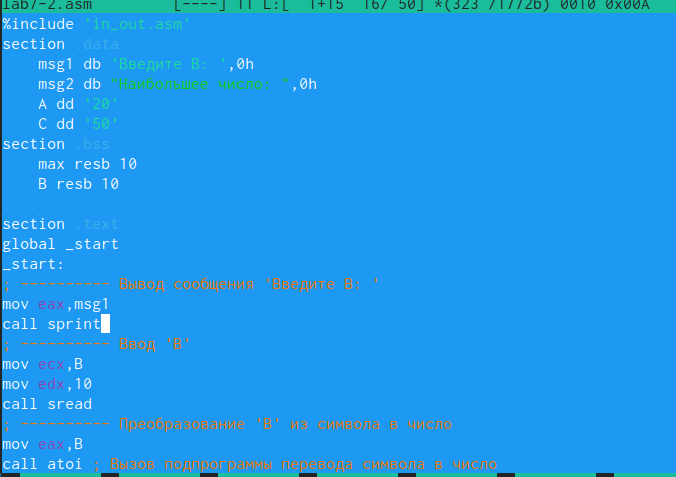 lab7-2.asm [----] 11 L:[ 1+15 16/ 50] *(323 /1772b) 0010 0x00A
%include 'in_out.asm'
section .data
msg1 db 'Введите B: ',0h
msg2 db "Наибольшее число: ",0h
A dd '20'
C dd '50'
section .bss
max resb 10
B resb 10
....
section .text
global _start
_start:
; ---------- Вывод сообщения 'Введите B: '
mov eax,msg1
call sprint
; ---------- Ввод 'B'
mov ecx,B
mov edx,10
call sread
; ---------- Преобразование 'B' из символа в число
mov eax,B
call atoi ; Вызов подпрограммы перевода символа в число